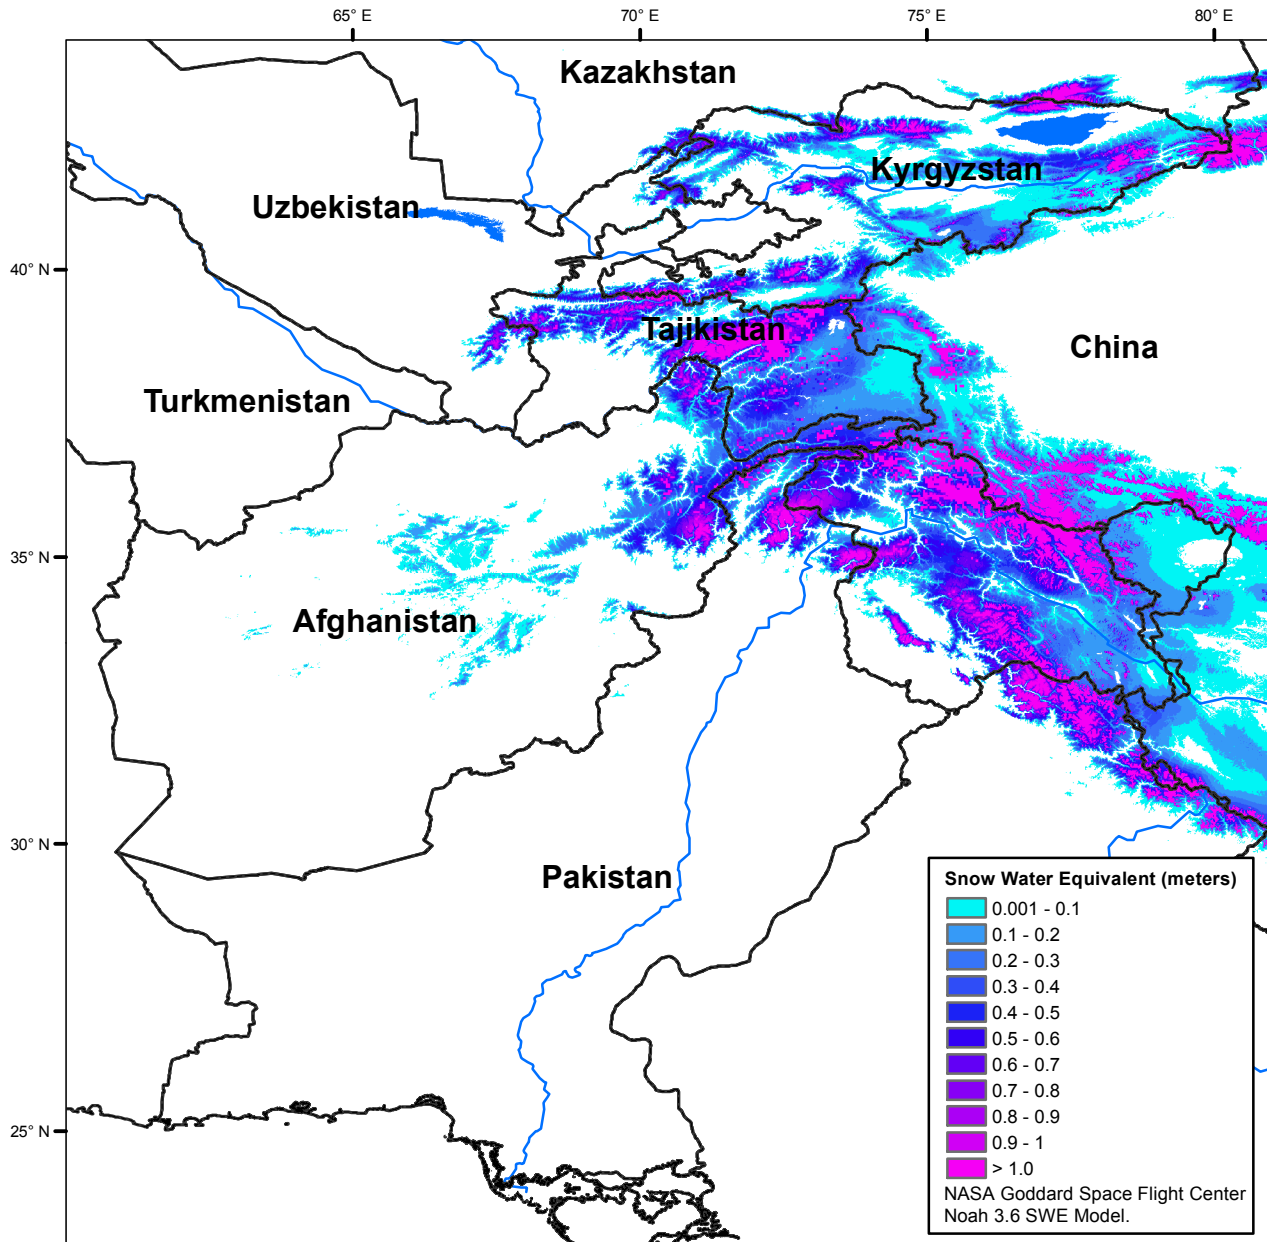 65° E
70° E
75° E
80° E
Kazakhstan
Kyrgyzstan
Uzbekistan
40° N
Tajikistan
China
Turkmenistan
35° N
Afghanistan
30° N
Pakistan
25° N
Snow Water Equivalent (meters)
0.001 - 0.1
0.1 - 0.2
0.2 - 0.3
0.3 - 0.4
0.4 - 0.5
0.5 - 0.6
0.6 - 0.7
0.7 - 0.8
0.8 - 0.9
0.9 - 1
> 1.0
NASA Goddard Space Flight Center
Noah 3.6 SWE Model.